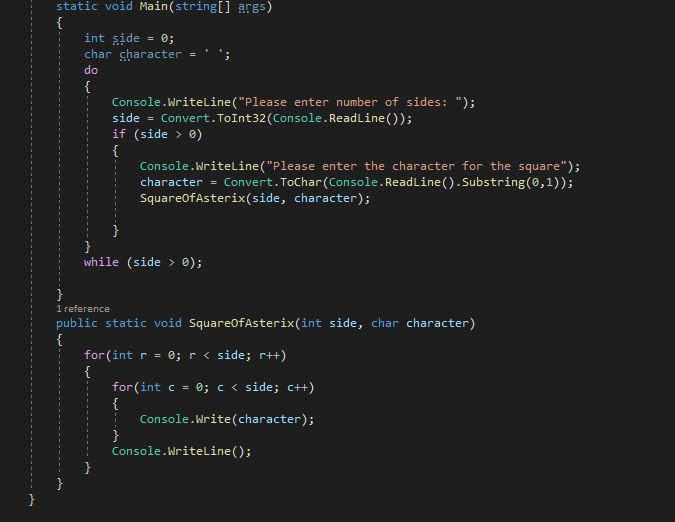 static void Main(string[] args)
{
int side = 0;
char character = ' ';
do
{
Console.WriteLine("Please enter number of sides: ");
side = Convert.ToInt32(Console.ReadLine());
if (side > 0)
{
Console.WriteLine("Please enter the character for the square");
character = Convert.ToChar(Console.ReadLine().Substring(0,1));
SquareOfAsterix(side, character);
}
}
while (side > 0);
}
1 reference
public static void SquareOfAsterix(int side, char character)
{
for(int r = 0; r < side; r++)
{
for(int c = 0; c < side; c++)
{
Console.Write(character);
}
Console.WriteLine();
}
}
}